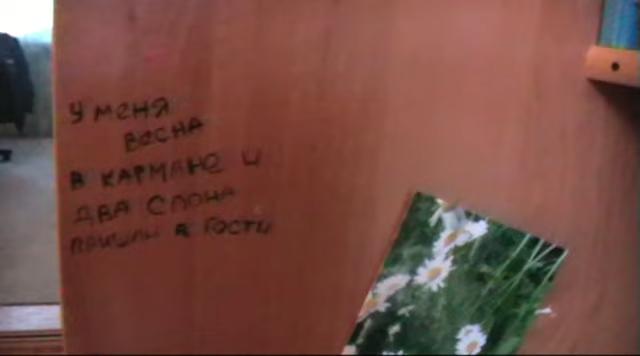 У меня
весна
в кармане и
два слона
пришли в гости